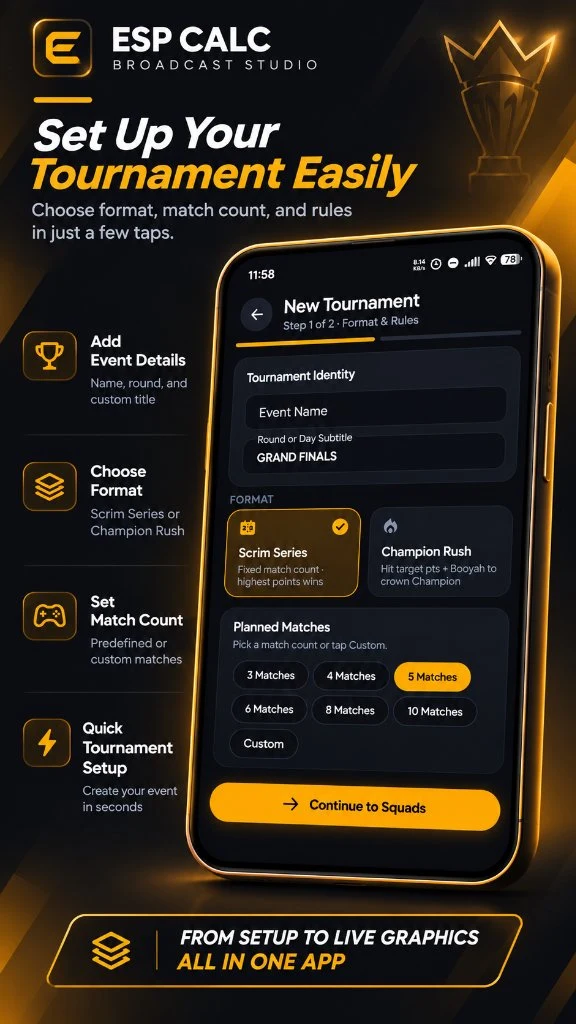 ESP CALC
BROADCAST STUDIO
Set Up Your
Tournament Easily
Choose format, match count, and rules
in just a few taps.
Add
Event Details
Name, round, and
custom title
Choose
Format
Scrim Series or
Champion Rush
Set
Match Count
Predefined or
custom matches
Quick
Tournament
Setup
Create your event
in seconds
11:58
8.14
KB/s
78
New Tournament
Step 1 of 2 · Format & Rules
Tournament Identity
Event Name
Round or Day Subtitle
GRAND FINALS
FORMAT
Scrim Series
Fixed match count ·
highest points wins
Champion Rush
Hit target pts + Booyah to
crown Champion
Planned Matches
Pick a match count or tap Custom.
3 Matches
4 Matches
5 Matches
6 Matches
8 Matches
10 Matches
Custom
→ Continue to Squads
FROM SETUP TO LIVE GRAPHICS
ALL IN ONE APP